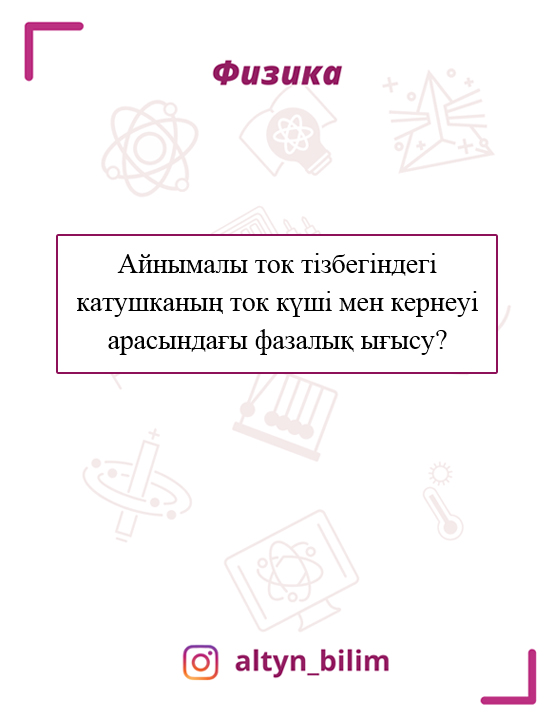 Физика
Айнымалы ток тізбегіндегі
катушканың ток күші мен кернеуі
арасындағы фазалық ығысу?
altyn_bilim